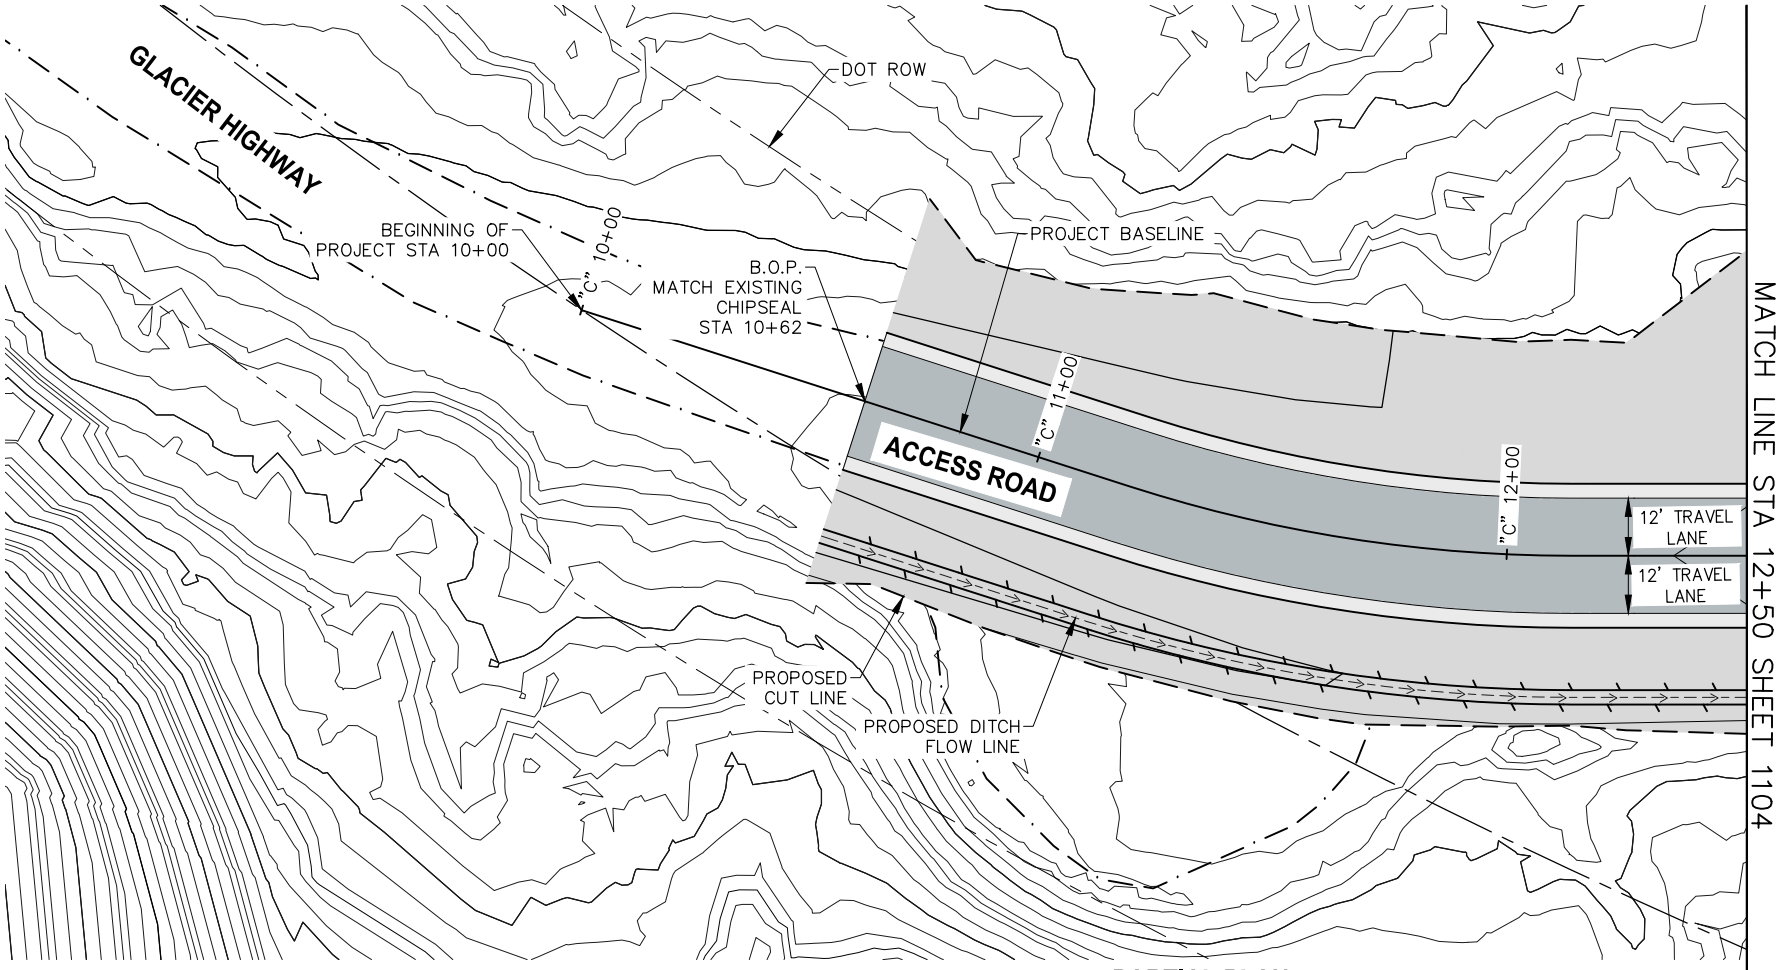 GLACIER HIGHWAY
DOT ROW
BEGINNING OF
PROJECT STA 10+00
"C" 10+00
B.O.P.
MATCH EXISTING
CHIPSEAL
STA 10+62
PROJECT BASELINE
"C" 11+00
ACCESS ROAD
"C" 12+00
12' TRAVEL
LANE
12' TRAVEL
LANE
PROPOSED
CUT LINE
PROPOSED DITCH
FLOW LINE
MATCH LINE STA 12+50 SHEET 1104